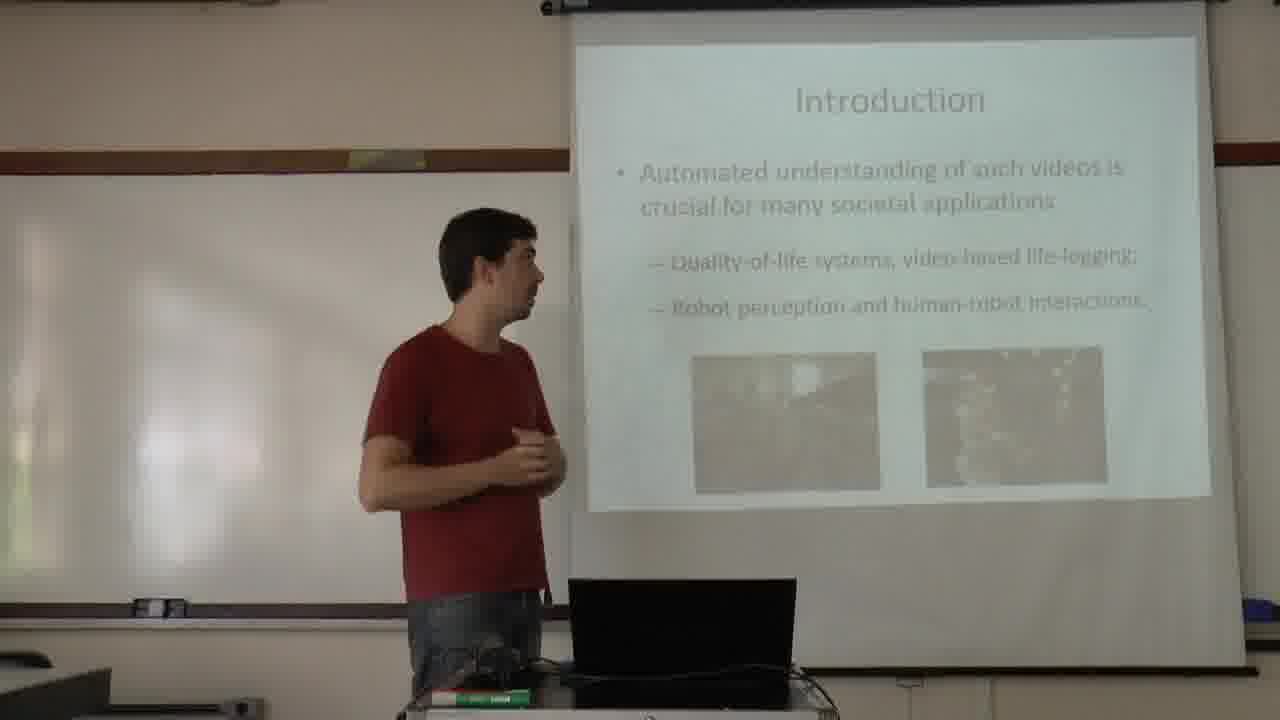 Introduction
• Automated understanding of such videos is
crucial for many societal applications
– Quality-of-life systems, video-based life-logging;
– Robot perception and human-robot interactions.